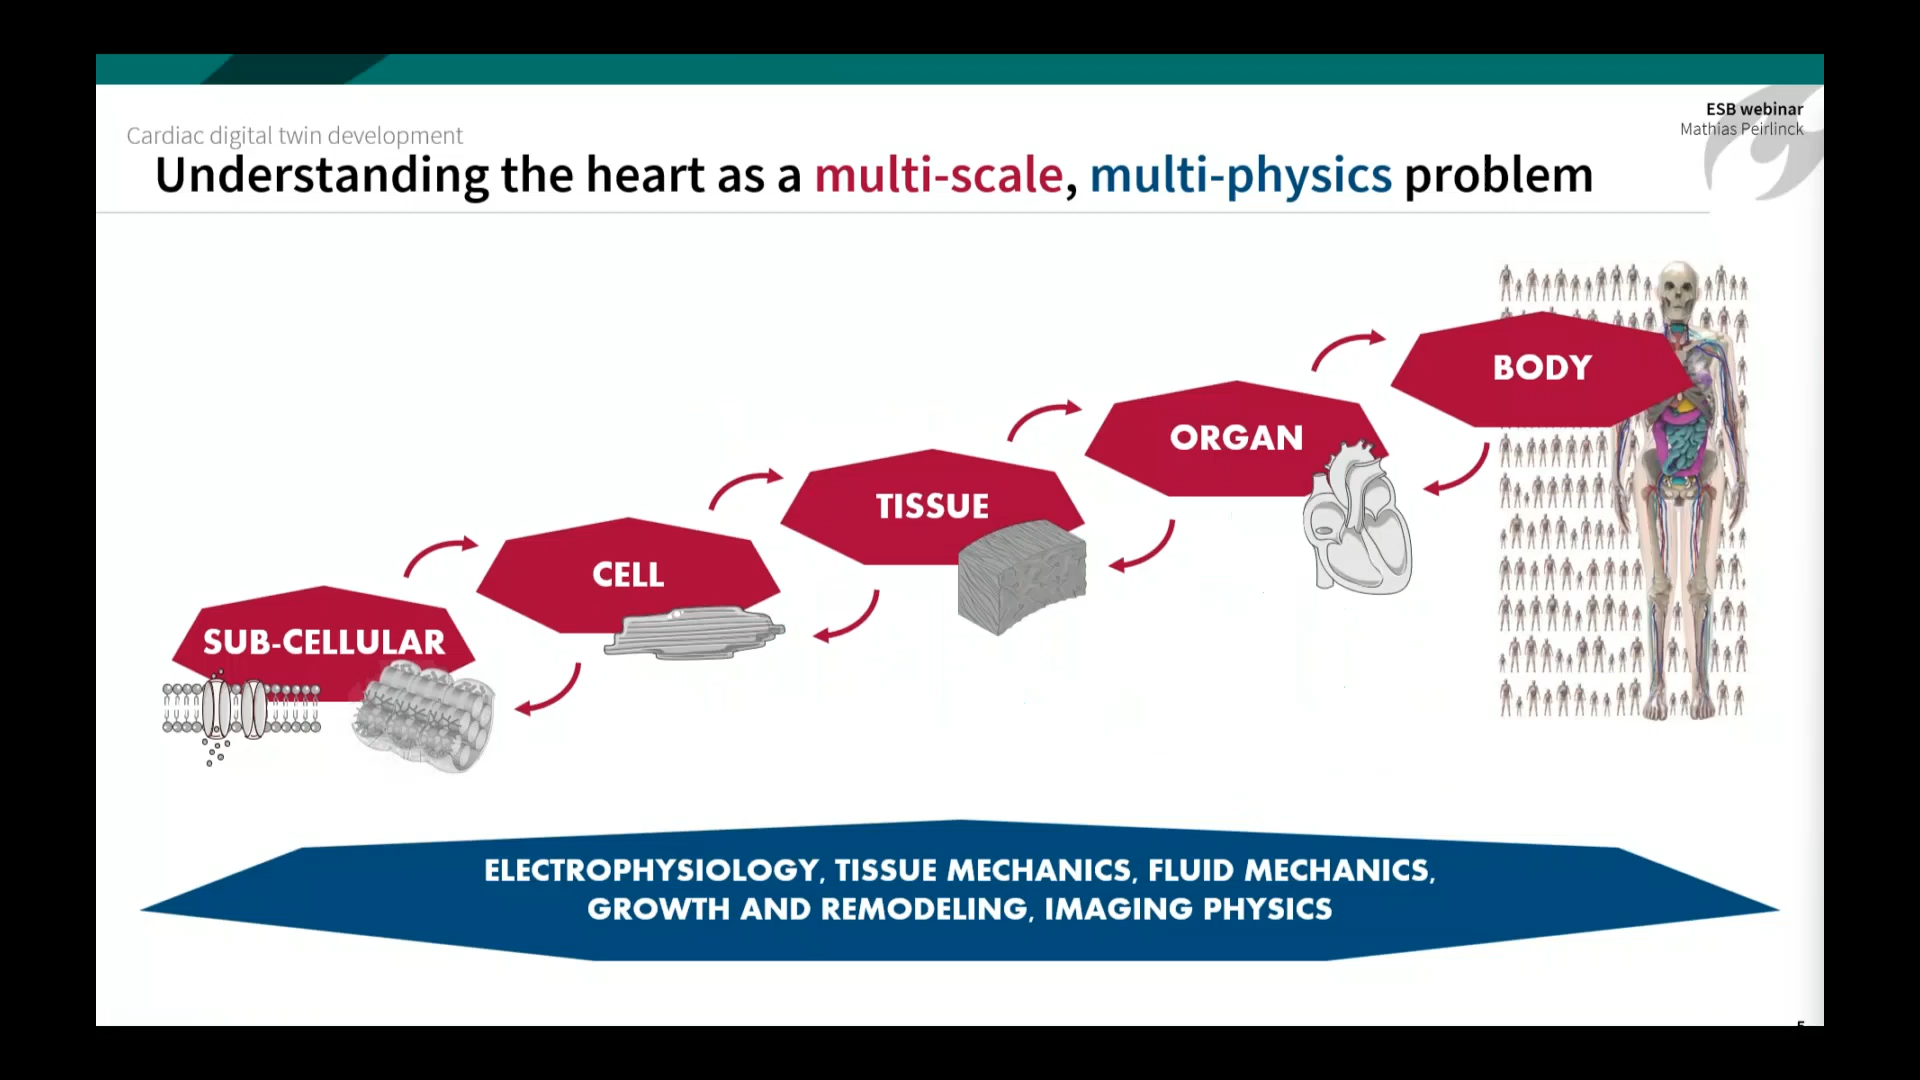 ESB webinar
Mathias Peirlinck
Cardiac digital twin development
Understanding the heart as a multi-scale, multi-physics problem
BODY
ORGAN
TISSUE
CELL
SUB-CELLULAR
ELECTROPHYSIOLOGY, TISSUE MECHANICS, FLUID MECHANICS,
GROWTH AND REMODELING, IMAGING PHYSICS